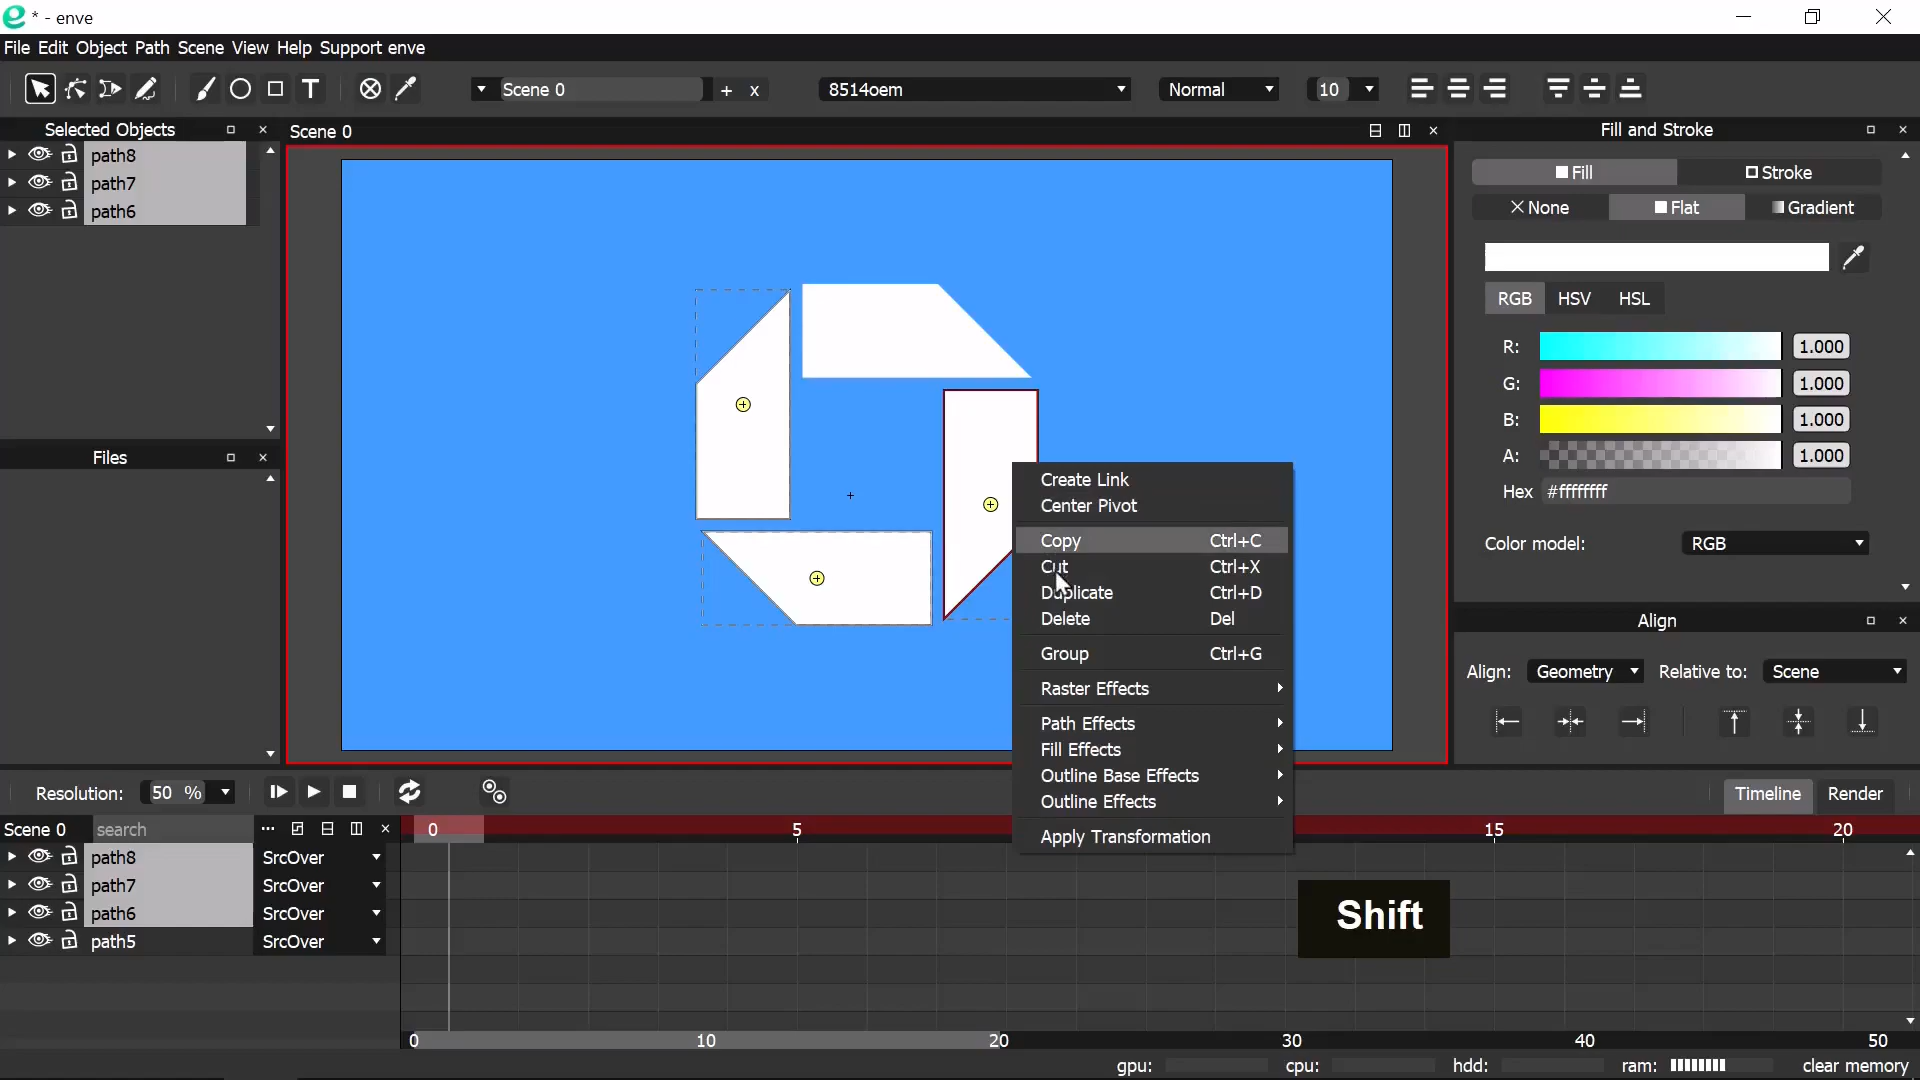 * - enve
File Edit Object Path Scene View Help Support enve
T Scene 0 + x 8514oem Normal 10
Selected Objects
path8
path7
path6
Files
Scene 0
Create Link
Center Pivot
Copy Ctrl+C
Cut Ctrl+X
Duplicate Ctrl+D
Delete Del
Group Ctrl+G
Raster Effects
Path Effects
Fill Effects
Outline Base Effects
Outline Effects
Apply Transformation
Fill and Stroke
Fill Stroke
None Flat Gradient
RGB HSV HSL
R: 1.000
G: 1.000
B: 1.000
A: 1.000
Hex #ffffffff
Color model: RGB
Align
Align: Geometry Relative to: Scene
Resolution: 50 % Timeline Render
Scene 0 search ... 0 5 15 20
path8 SrcOver
path7 SrcOver
path6 SrcOver
path5 SrcOver
Shift
0 10 20 30 40 50
gpu: cpu: hdd: ram: clear memory